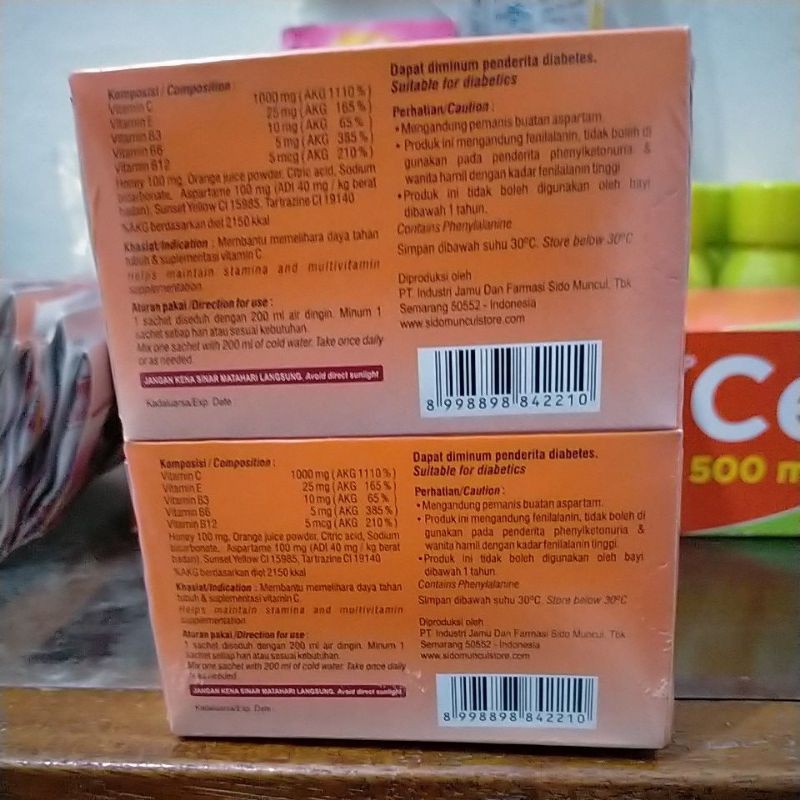 Komposisi / Composition :
Vitamin C 1000 mg (AKG 1110 %)
Vitamin E 25 mg (AKG 165 %)
Vitamin B3 10 mg (AKG 65 %)
Vitamin B6 5 mg (AKG 385 %)
Vitamin B12 5 mcg (AKG 210 %)
Honey 100 mg, Orange juice powder, Citric acid, Sodium
bicarbonate, Aspartame 100 mg (ADI 40 mg / kg berat
badan), Sunset Yellow CI 15985, Tartrazine CI 19140
%AKG berdasarkan diet 2150 kkal
Khasiat/Indication : Membantu memelihara daya tahan
tubuh & suplementasi vitamin C.
Helps maintain stamina and multivitamin
supplementation
Aturan pakai /Direction for use :
1 sachet diseduh dengan 200 ml air dingin. Minum 1
sachet setiap hari atau sesuai kebutuhan.
Mix one sachet with 200 ml of cold water. Take once daily
or as needed.
JANGAN KENA SINAR MATAHARI LANGSUNG. Avoid direct sunlight
Kadaluarsa/Exp. Date :
Dapat diminum penderita diabetes.
Suitable for diabetics
Perhatian/Caution :
• Mengandung pemanis buatan aspartam.
• Produk ini mengandung fenilalanin, tidak boleh di
gunakan pada penderita phenylketonuria &
wanita hamil dengan kadar fenilalanin tinggi
• Produk ini tidak boleh digunakan oleh bayi
dibawah 1 tahun.
Contains Phenylalanine
Simpan dibawah suhu 30°C. Store below 30°C
Diproduksi oleh
PT. Industri Jamu Dan Farmasi Sido Muncul, Tbk
Semarang 50552 - Indonesia
www.sidomunculstore.com
8 998898 842210
Komposisi / Composition :
Vitamin C 1000 mg (AKG 1110 %)
Vitamin E 25 mg (AKG 165 %)
Vitamin B3 10 mg (AKG 65 %)
Vitamin B6 5 mg (AKG 385 %)
Vitamin B12 5 mcg (AKG 210 %)
Honey 100 mg, Orange juice powder, Citric acid, Sodium
bicarbonate, Aspartame 100 mg (ADI 40 mg / kg berat
badan), Sunset Yellow CI 15985, Tartrazine CI 19140
%AKG berdasarkan diet 2150 kkal
Khasiat/Indication : Membantu memelihara daya tahan
tubuh & suplementasi vitamin C.
Helps maintain stamina and multivitamin
supplementation
Aturan pakai /Direction for use :
1 sachet diseduh dengan 200 ml air dingin. Minum 1
sachet setiap hari atau sesuai kebutuhan.
Mix one sachet with 200 ml of cold water. Take once daily
as needed.
JANGAN KENA SINAR MATAHARI LANGSUNG. Avoid direct sunlight
Kadaluarsa/Exp. Date :
Dapat diminum penderita diabetes.
Suitable for diabetics
Perhatian/Caution :
• Mengandung pemanis buatan aspartam.
• Produk ini mengandung fenilalanin, tidak boleh di
gunakan pada penderita phenylketonuria &
wanita hamil dengan kadar fenilalanin tinggi.
• Produk ini tidak boleh digunakan oleh bayi
dibawah 1 tahun.
Contains Phenylalanine
Simpan dibawah suhu 30°C. Store below 30°C
Diproduksi oleh
PT. Industri Jamu Dan Farmasi Sido Muncul, Tbk
Semarang 50552 - Indonesia
www.sidomunculstore.com
8 998898 842210
Ce
500 m